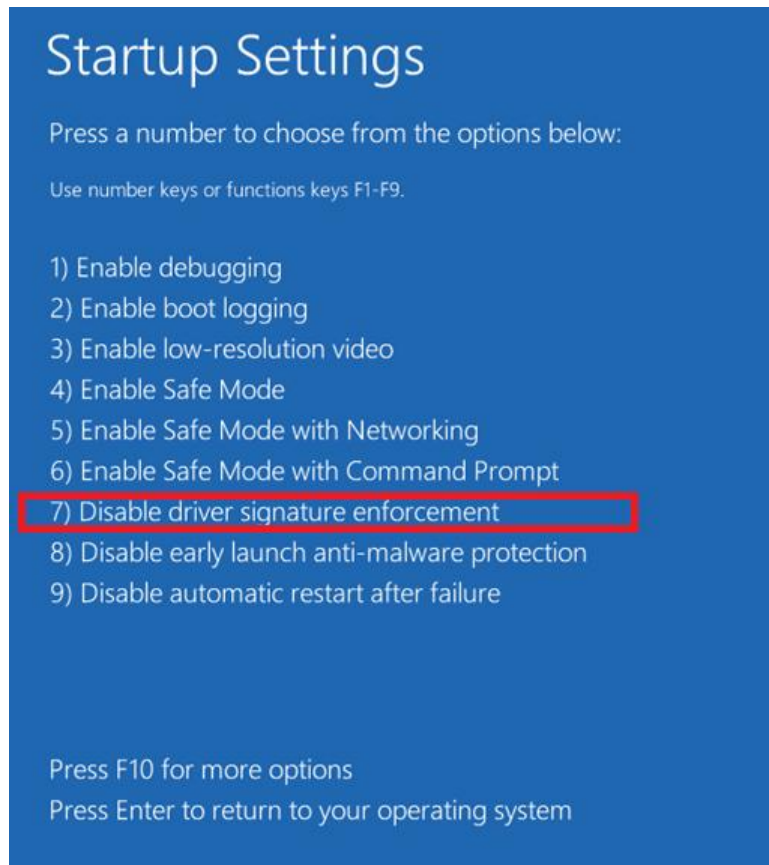 Startup Settings
Press a number to choose from the options below:
Use number keys or functions keys F1-F9.
1) Enable debugging
2) Enable boot logging
3) Enable low-resolution video
4) Enable Safe Mode
5) Enable Safe Mode with Networking
6) Enable Safe Mode with Command Prompt
7) Disable driver signature enforcement
8) Disable early launch anti-malware protection
9) Disable automatic restart after failure
Press F10 for more options
Press Enter to return to your operating system